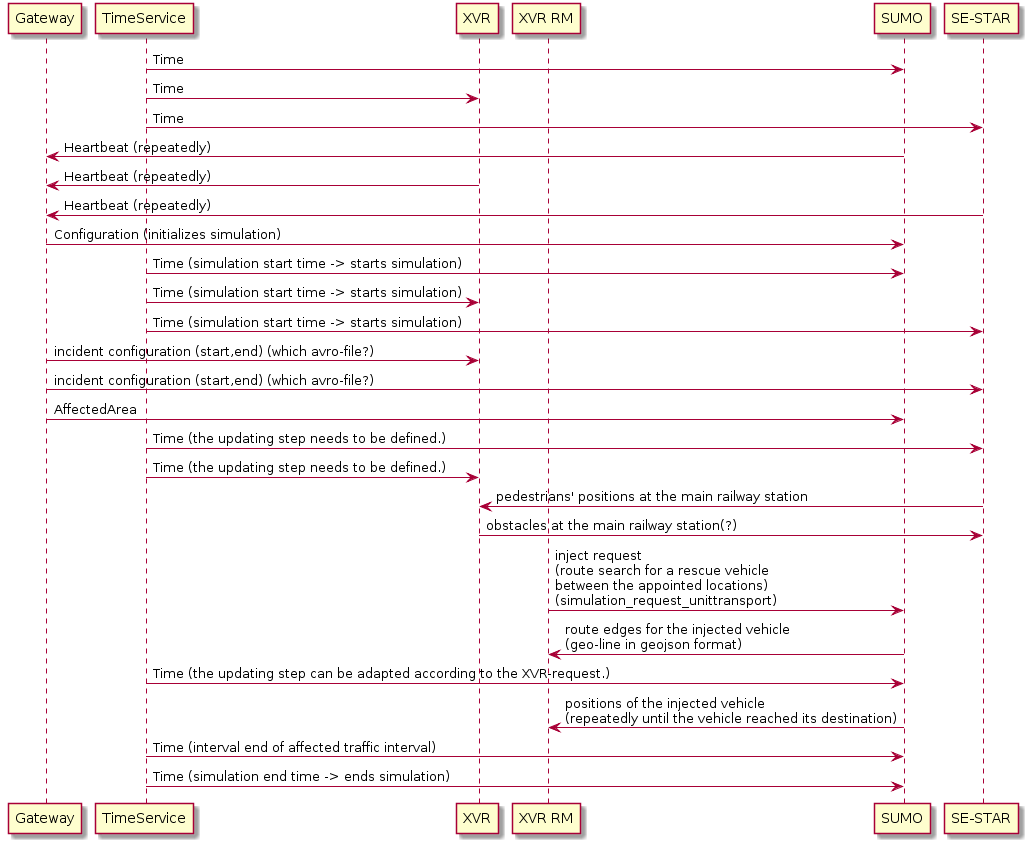 Gateway
TimeService
XVR
XVR RM
SUMO
SE-STAR
Time
Time
Time
Heartbeat (repeatedly)
Heartbeat (repeatedly)
Heartbeat (repeatedly)
Configuration (initializes simulation)
Time (simulation start time -> starts simulation)
Time (simulation start time -> starts simulation)
Time (simulation start time -> starts simulation)
incident configuration (start,end) (which avro-file?)
incident configuration (start,end) (which avro-file?)
AffectedArea
Time (the updating step needs to be defined.)
Time (the updating step needs to be defined.)
pedestrians' positions at the main railway station
obstacles at the main railway station(?)
inject request
(route search for a rescue vehicle
between the appointed locations)
(simulation_request_unittransport)
route edges for the injected vehicle
(geo-line in geojson format)
Time (the updating step can be adapted according to the XVR-request.)
positions of the injected vehicle
(repeatedly until the vehicle reached its destination)
Time (interval end of affected traffic interval)
Time (simulation end time -> ends simulation)
Gateway
TimeService
XVR
XVR RM
SUMO
SE-STAR